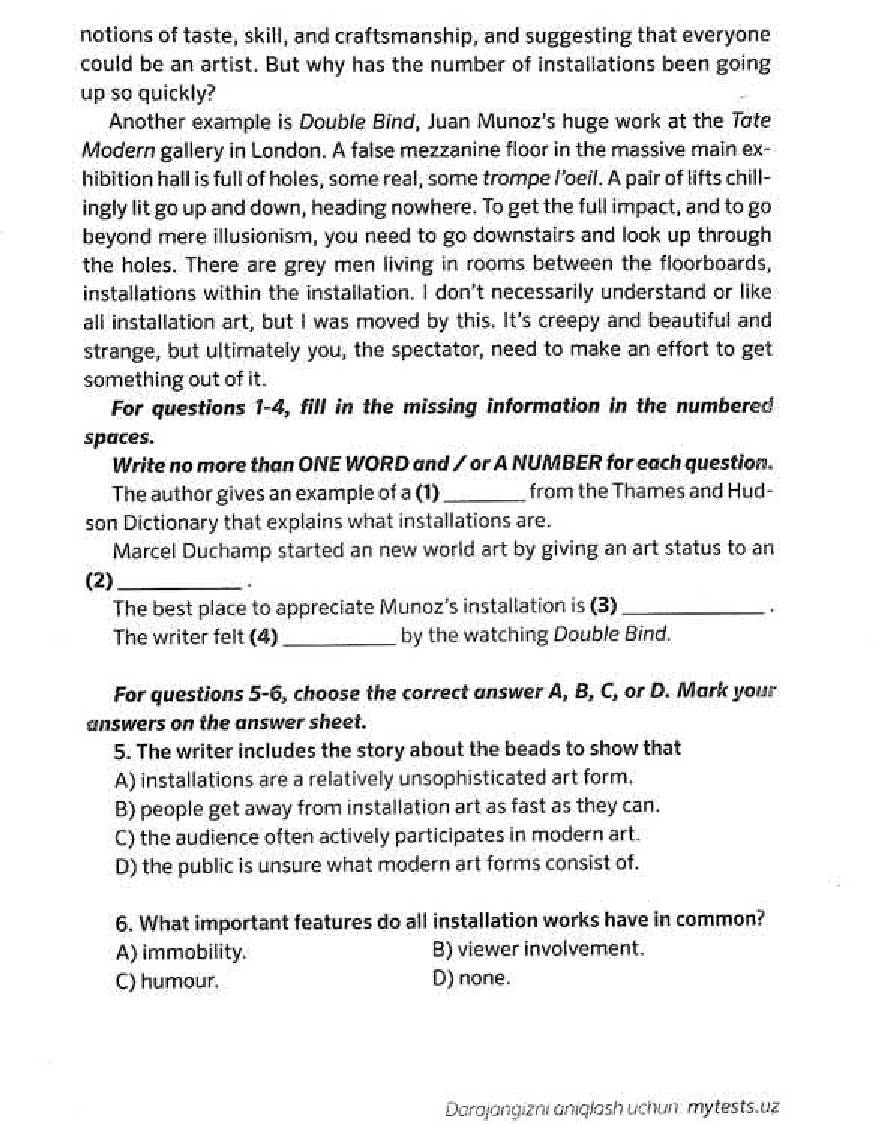 notions of taste, skill, and craftsmanship, and suggesting that everyone
could be an artist. But why has the number of installations been going
up so quickly?
Another example is Double Bind, Juan Munoz's huge work at the Tate
Modern gallery in London. A false mezzanine floor in the massive main ex-
hibition hall is full of holes, some real, some trompe l'oeil. A pair of lifts chill-
ingly lit go up and down, heading nowhere. To get the full impact, and to go
beyond mere illusionism, you need to go downstairs and look up through
the holes. There are grey men living in rooms between the floorboards,
installations within the installation. I don't necessarily understand or like
all installation art, but I was moved by this. It's creepy and beautiful and
strange, but ultimately you, the spectator, need to make an effort to get
something out of it.
For questions 1-4, fill in the missing information in the numbered
spaces.
Write no more than ONE WORD and / or A NUMBER for each question.
The author gives an example of a (1) ________ from the Thames and Hud-
son Dictionary that explains what installations are.
Marcel Duchamp started an new world art by giving an art status to an
(2) ____________ .
The best place to appreciate Munoz's installation is (3) ______________ .
The writer felt (4) ___________ by the watching Double Bind.
For questions 5-6, choose the correct answer A, B, C, or D. Mark your
answers on the answer sheet.
5. The writer includes the story about the beads to show that
A) installations are a relatively unsophisticated art form.
B) people get away from installation art as fast as they can.
C) the audience often actively participates in modern art.
D) the public is unsure what modern art forms consist of.
6. What important features do all installation works have in common?
A) immobility. B) viewer involvement.
C) humour. D) none.
Darajangizni aniqlash uchun: mytests.uz